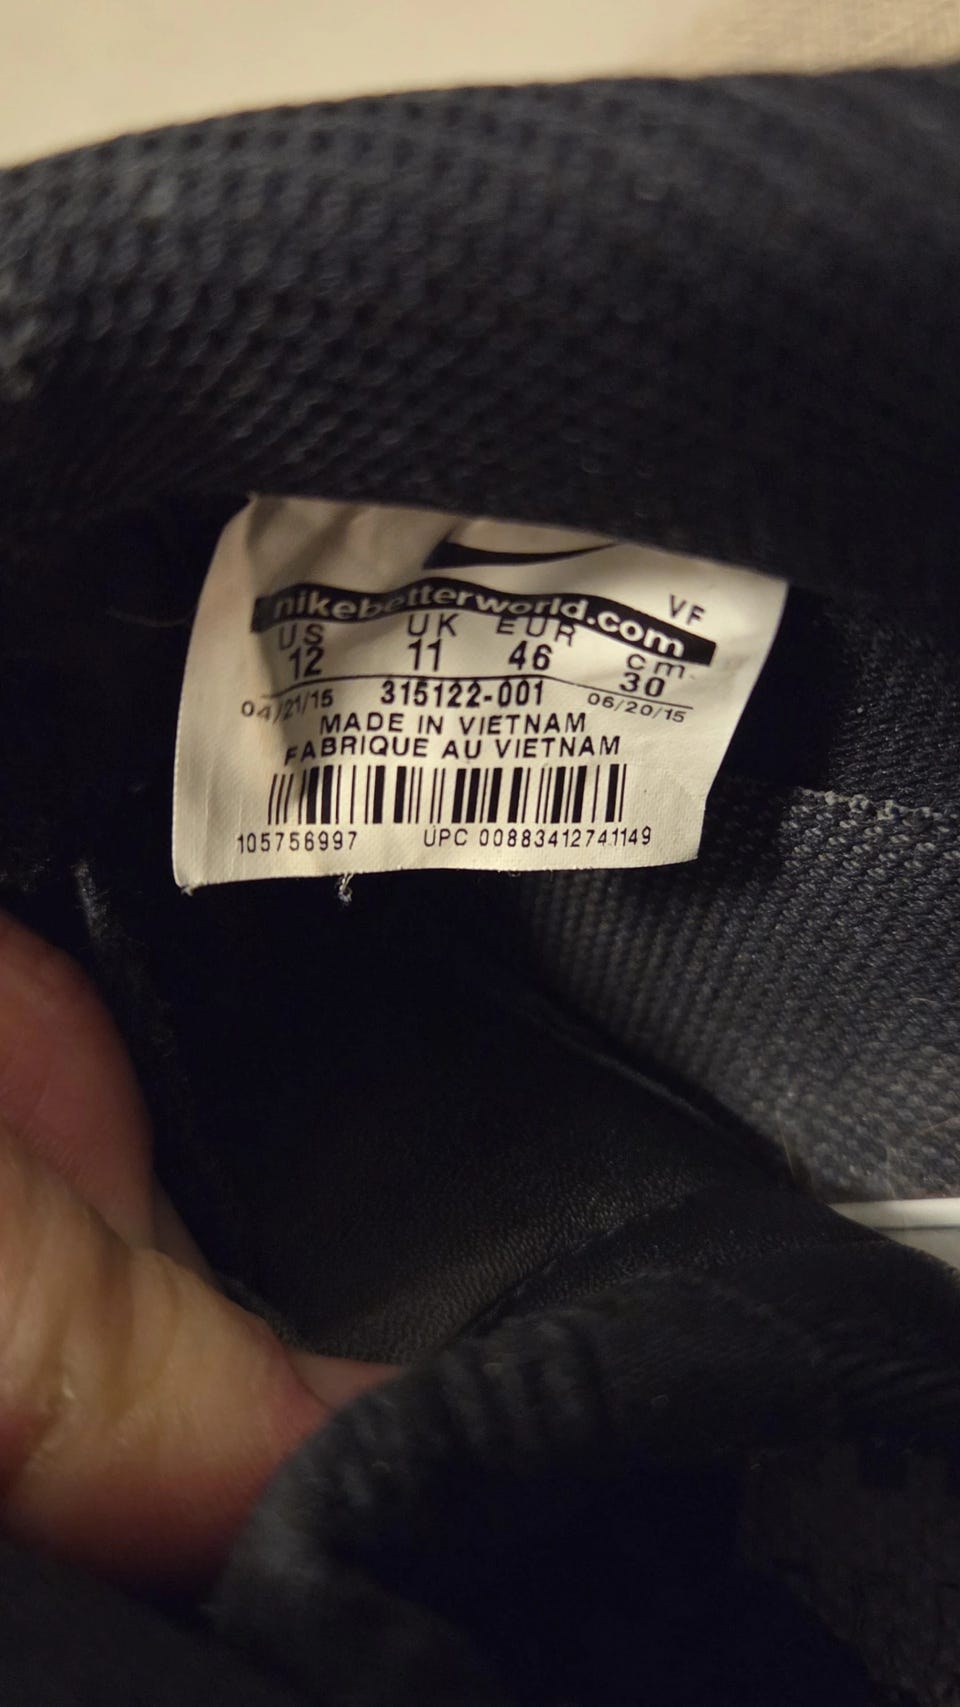 nikebetterworld.com
VF
US UK EUR cm.
12 11 46 30
04/21/15 315122-001 06/20/15
MADE IN VIETNAM
FABRIQUE AU VIETNAM
105756997 UPC 00883412741149